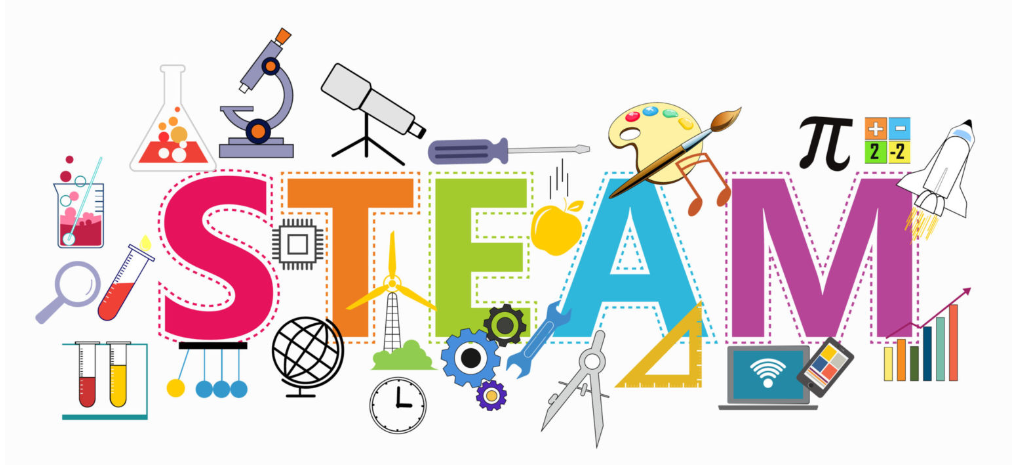 STEAM
π
+ -
2 -2